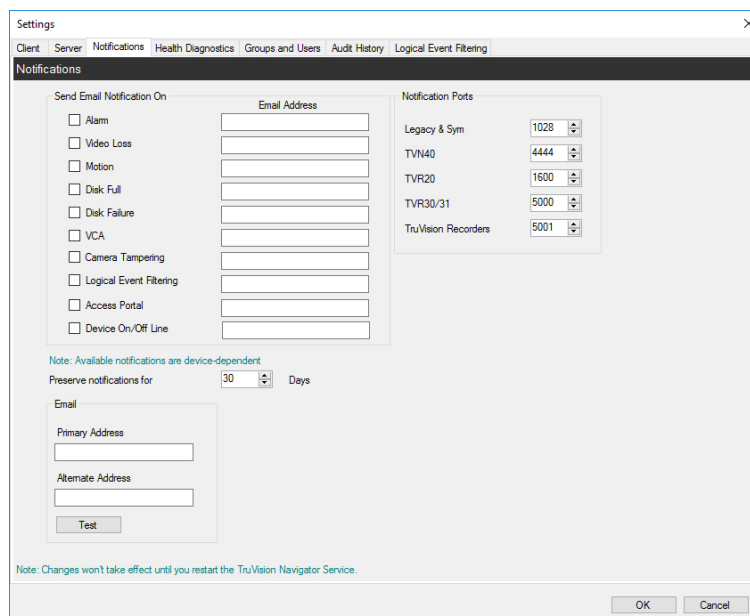 Settings
Client Server Notifications Health Diagnostics Groups and Users Audit History Logical Event Filtering
Notifications
Send Email Notification On
Email Address
Alarm
Video Loss
Motion
Disk Full
Disk Failure
VCA
Camera Tampering
Logical Event Filtering
Access Portal
Device On/Off Line
Notification Ports
Legacy & Sym 1028
TVN40 4444
TVR20 1600
TVR30/31 5000
TruVision Recorders 5001
Note: Available notifications are device-dependent
Preserve notifications for 30 Days
Email
Primary Address
Alternate Address
Test
Note: Changes won't take effect until you restart the TruVision Navigator Service.
OK Cancel